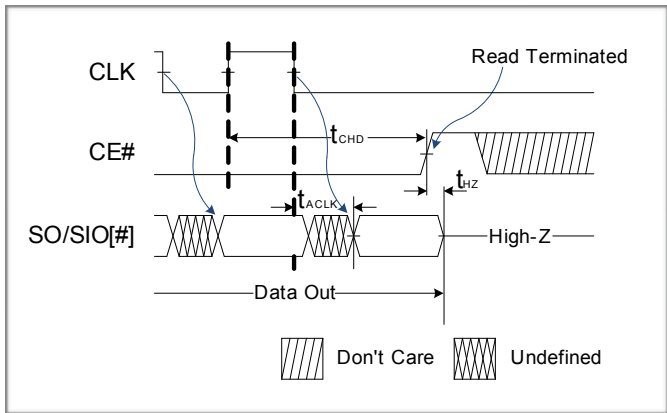 Read Terminated
CLK
tCHD
CE#
tHZ
tACLK
SO/SIO[#]
High-Z
Data Out
Don't Care
Undefined